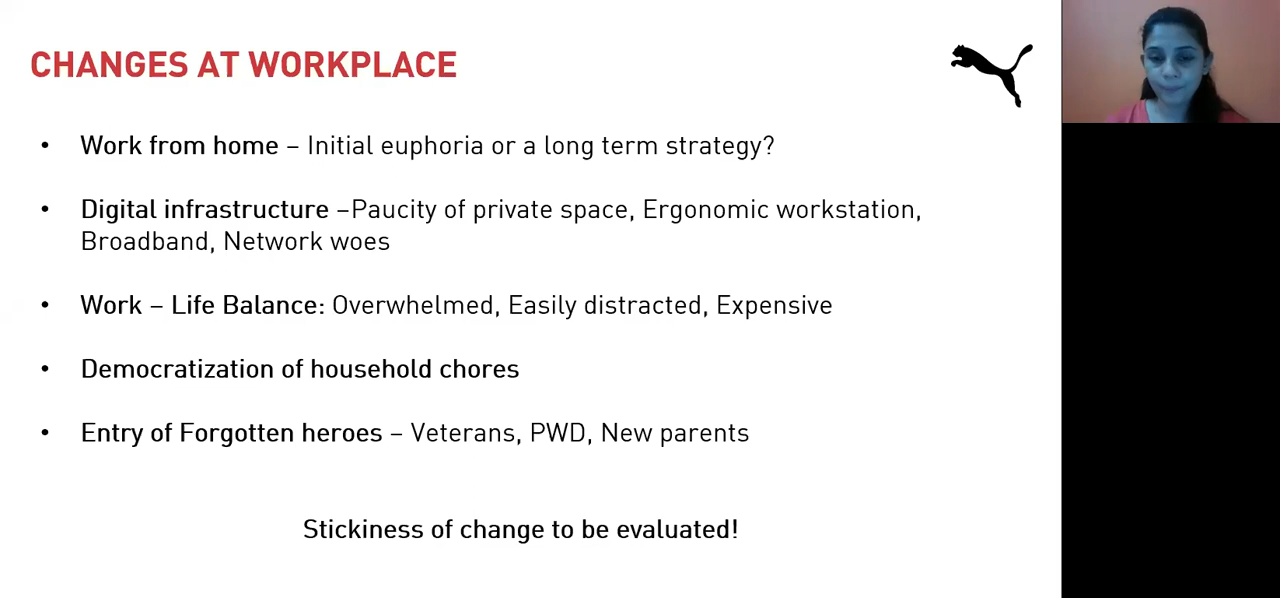 CHANGES AT WORKPLACE
• Work from home – Initial euphoria or a long term strategy?
• Digital infrastructure –Paucity of private space, Ergonomic workstation,
Broadband, Network woes
• Work – Life Balance: Overwhelmed, Easily distracted, Expensive
• Democratization of household chores
• Entry of Forgotten heroes – Veterans, PWD, New parents
Stickiness of change to be evaluated!